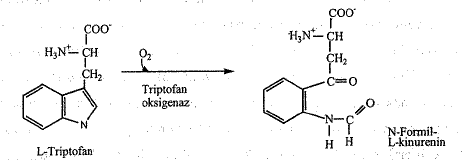 COO⁻
H₃N⁺-CH
CH₂
N
L-Triptofan
O₂
Triptofan
oksigenaz
COO⁻
H₃N⁺-CH
CH₂
C=O
O
N-C
H H
N-Formil-
L-kinurenin